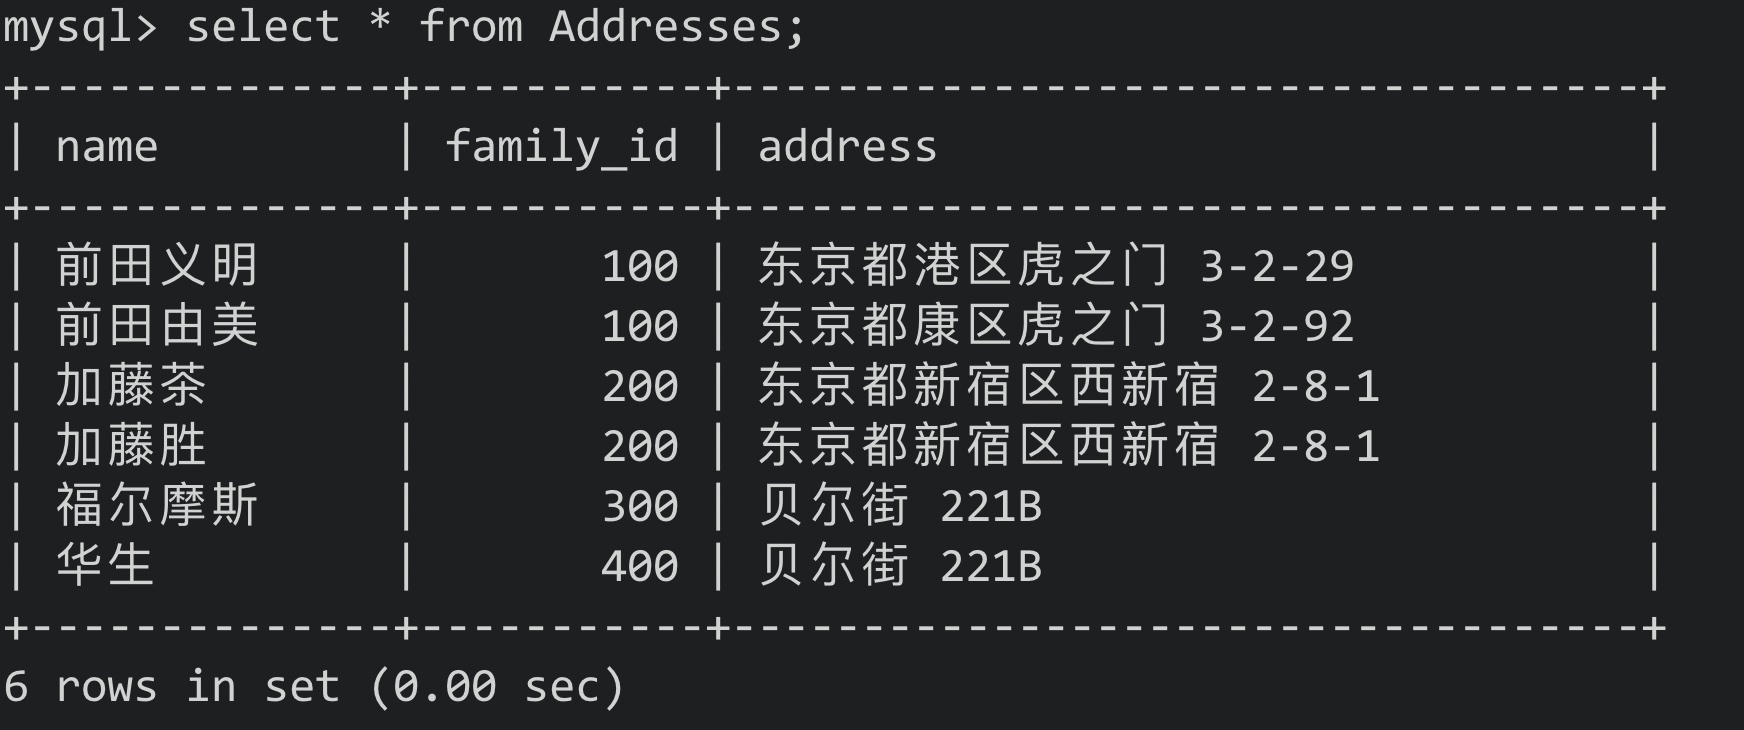 mysql> select * from Addresses;
+--------------+-----------+-----------------------------------+
| name         | family_id | address                           |
+--------------+-----------+-----------------------------------+
| 前田义明     |       100 | 东京都港区虎之门 3-2-29           |
| 前田由美     |       100 | 东京都康区虎之门 3-2-92           |
| 加藤茶       |       200 | 东京都新宿区西新宿 2-8-1          |
| 加藤胜       |       200 | 东京都新宿区西新宿 2-8-1          |
| 福尔摩斯     |       300 | 贝尔街 221B                       |
| 华生         |       400 | 贝尔街 221B                       |
+--------------+-----------+-----------------------------------+
6 rows in set (0.00 sec)